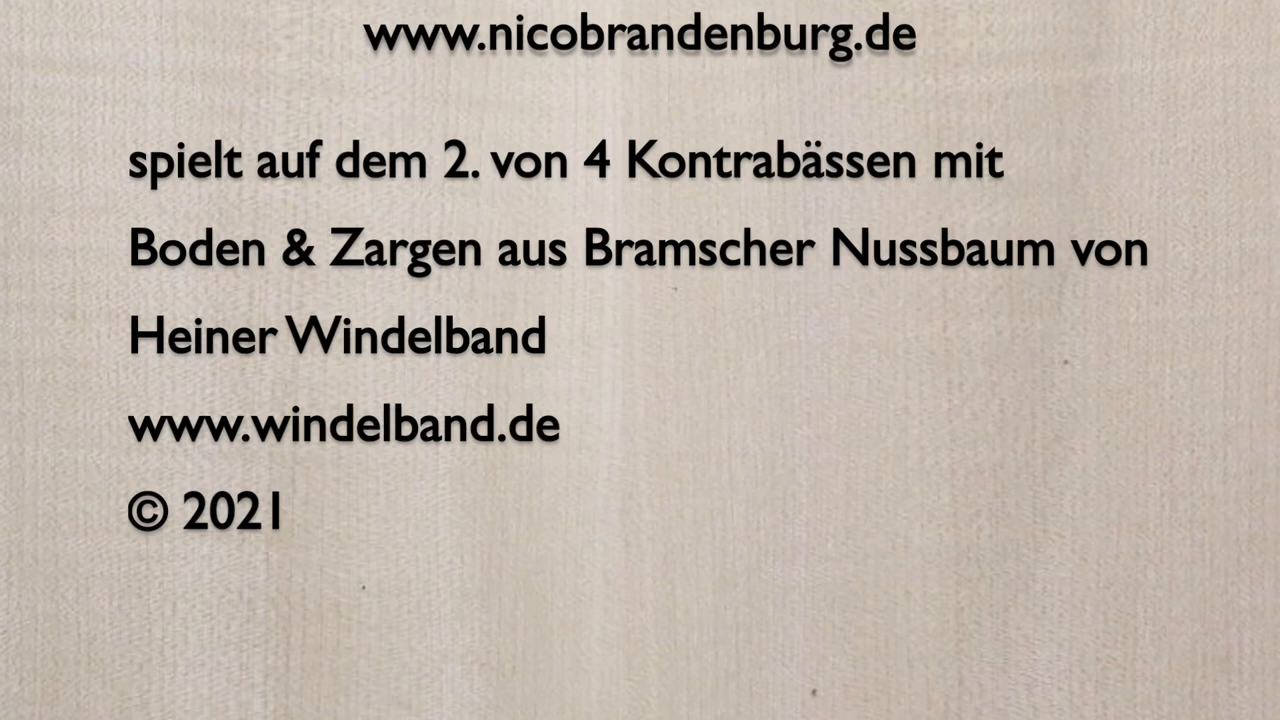 www.nicobrandenburg.de
spielt auf dem 2. von 4 Kontrabässen mit
Boden & Zargen aus Bramscher Nussbaum von
Heiner Windelband
www.windelband.de
© 2021